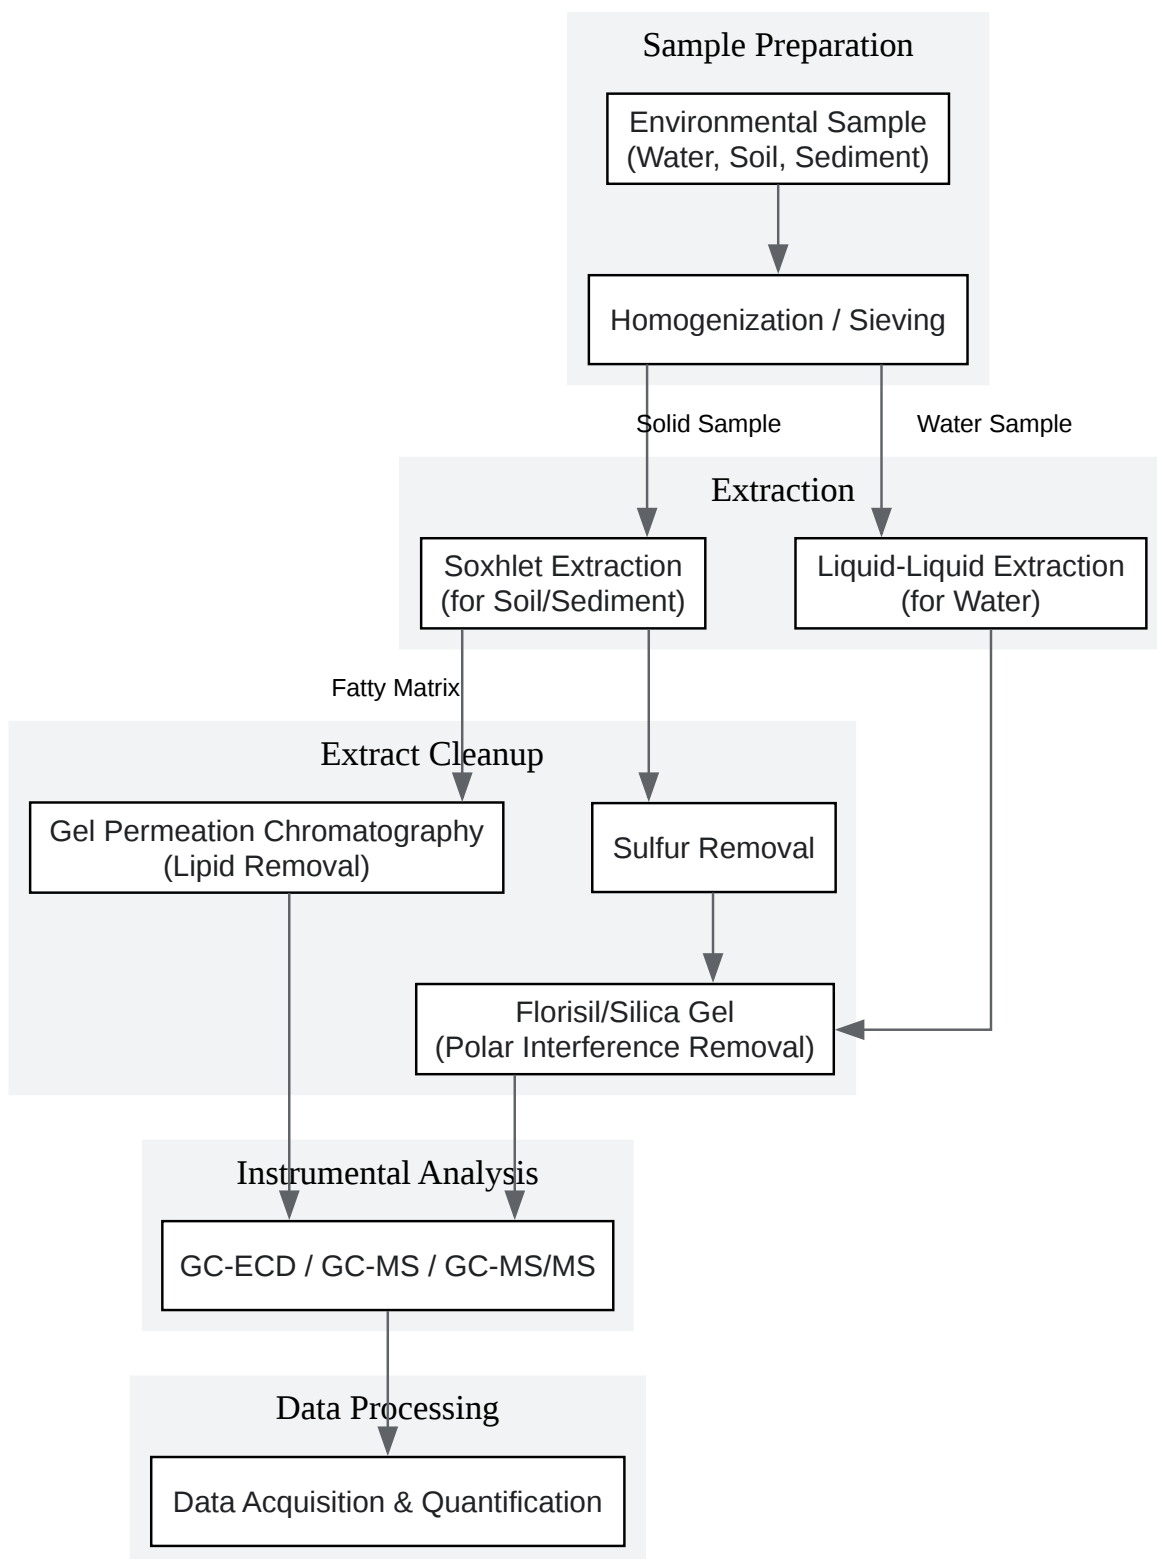 Sample Preparation
Environmental Sample
(Water, Soil, Sediment)
Homogenization / Sieving
Solid Sample
Water Sample
Extraction
Soxhlet Extraction
(for Soil/Sediment)
Liquid-Liquid Extraction
(for Water)
Fatty Matrix
Extract Cleanup
Gel Permeation Chromatography
(Lipid Removal)
Sulfur Removal
Florisil/Silica Gel
(Polar Interference Removal)
Instrumental Analysis
GC-ECD / GC-MS / GC-MS/MS
Data Processing
Data Acquisition & Quantification